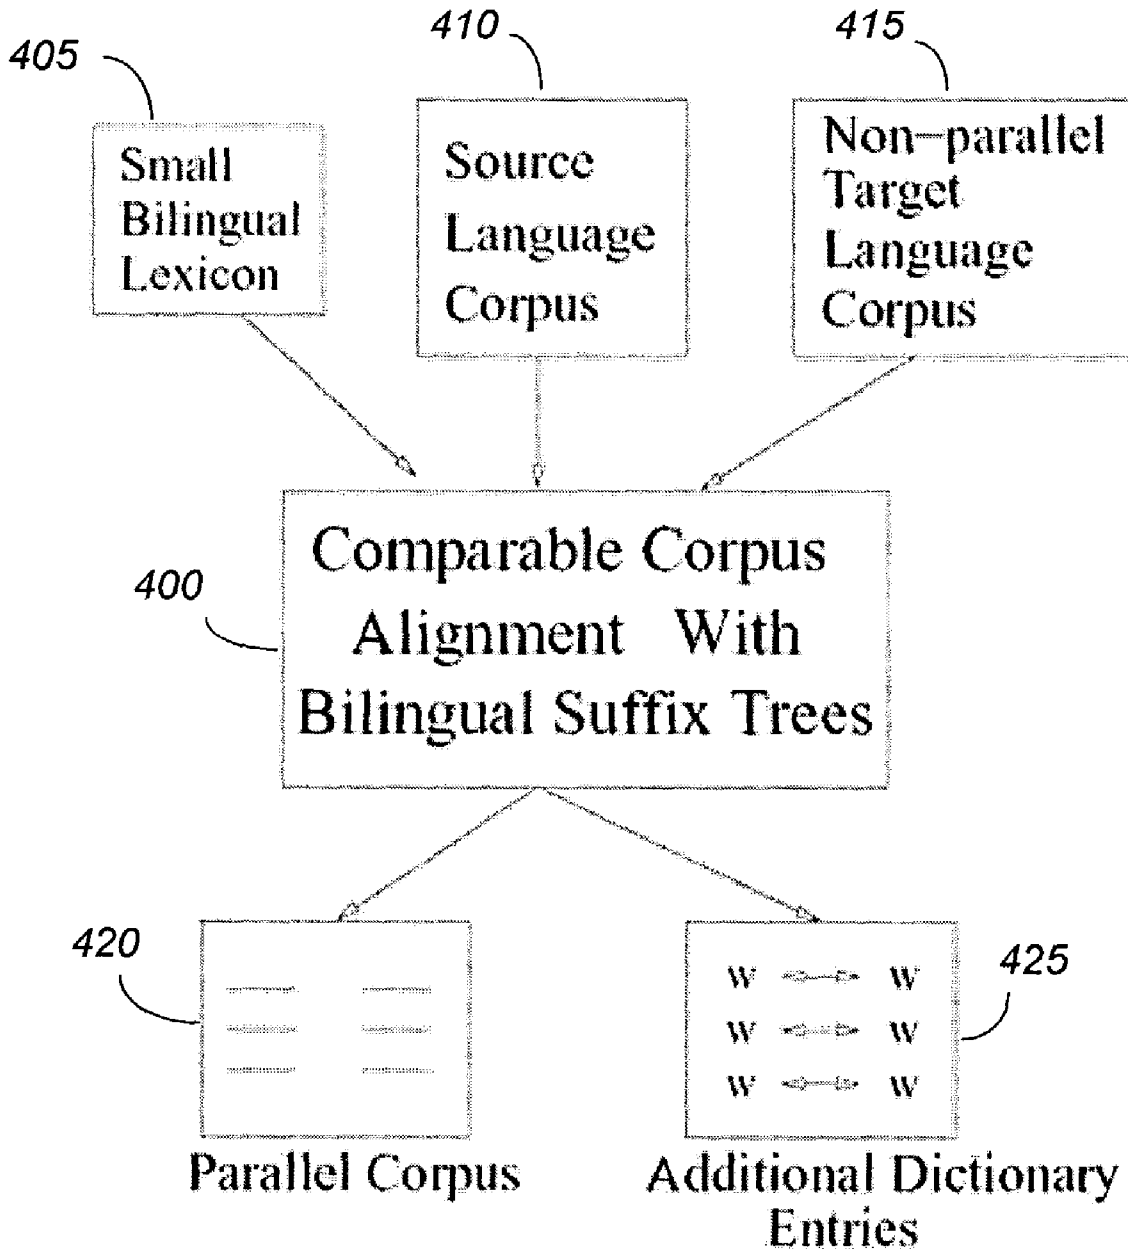 405
410
415
Small
Bilingual
Lexicon
Source
Language
Corpus
Non-parallel
Target
Language
Corpus
400
Comparable Corpus
Alignment With
Bilingual Suffix Trees
420
425
w w
w w
w w
Parallel Corpus
Additional Dictionary
Entries